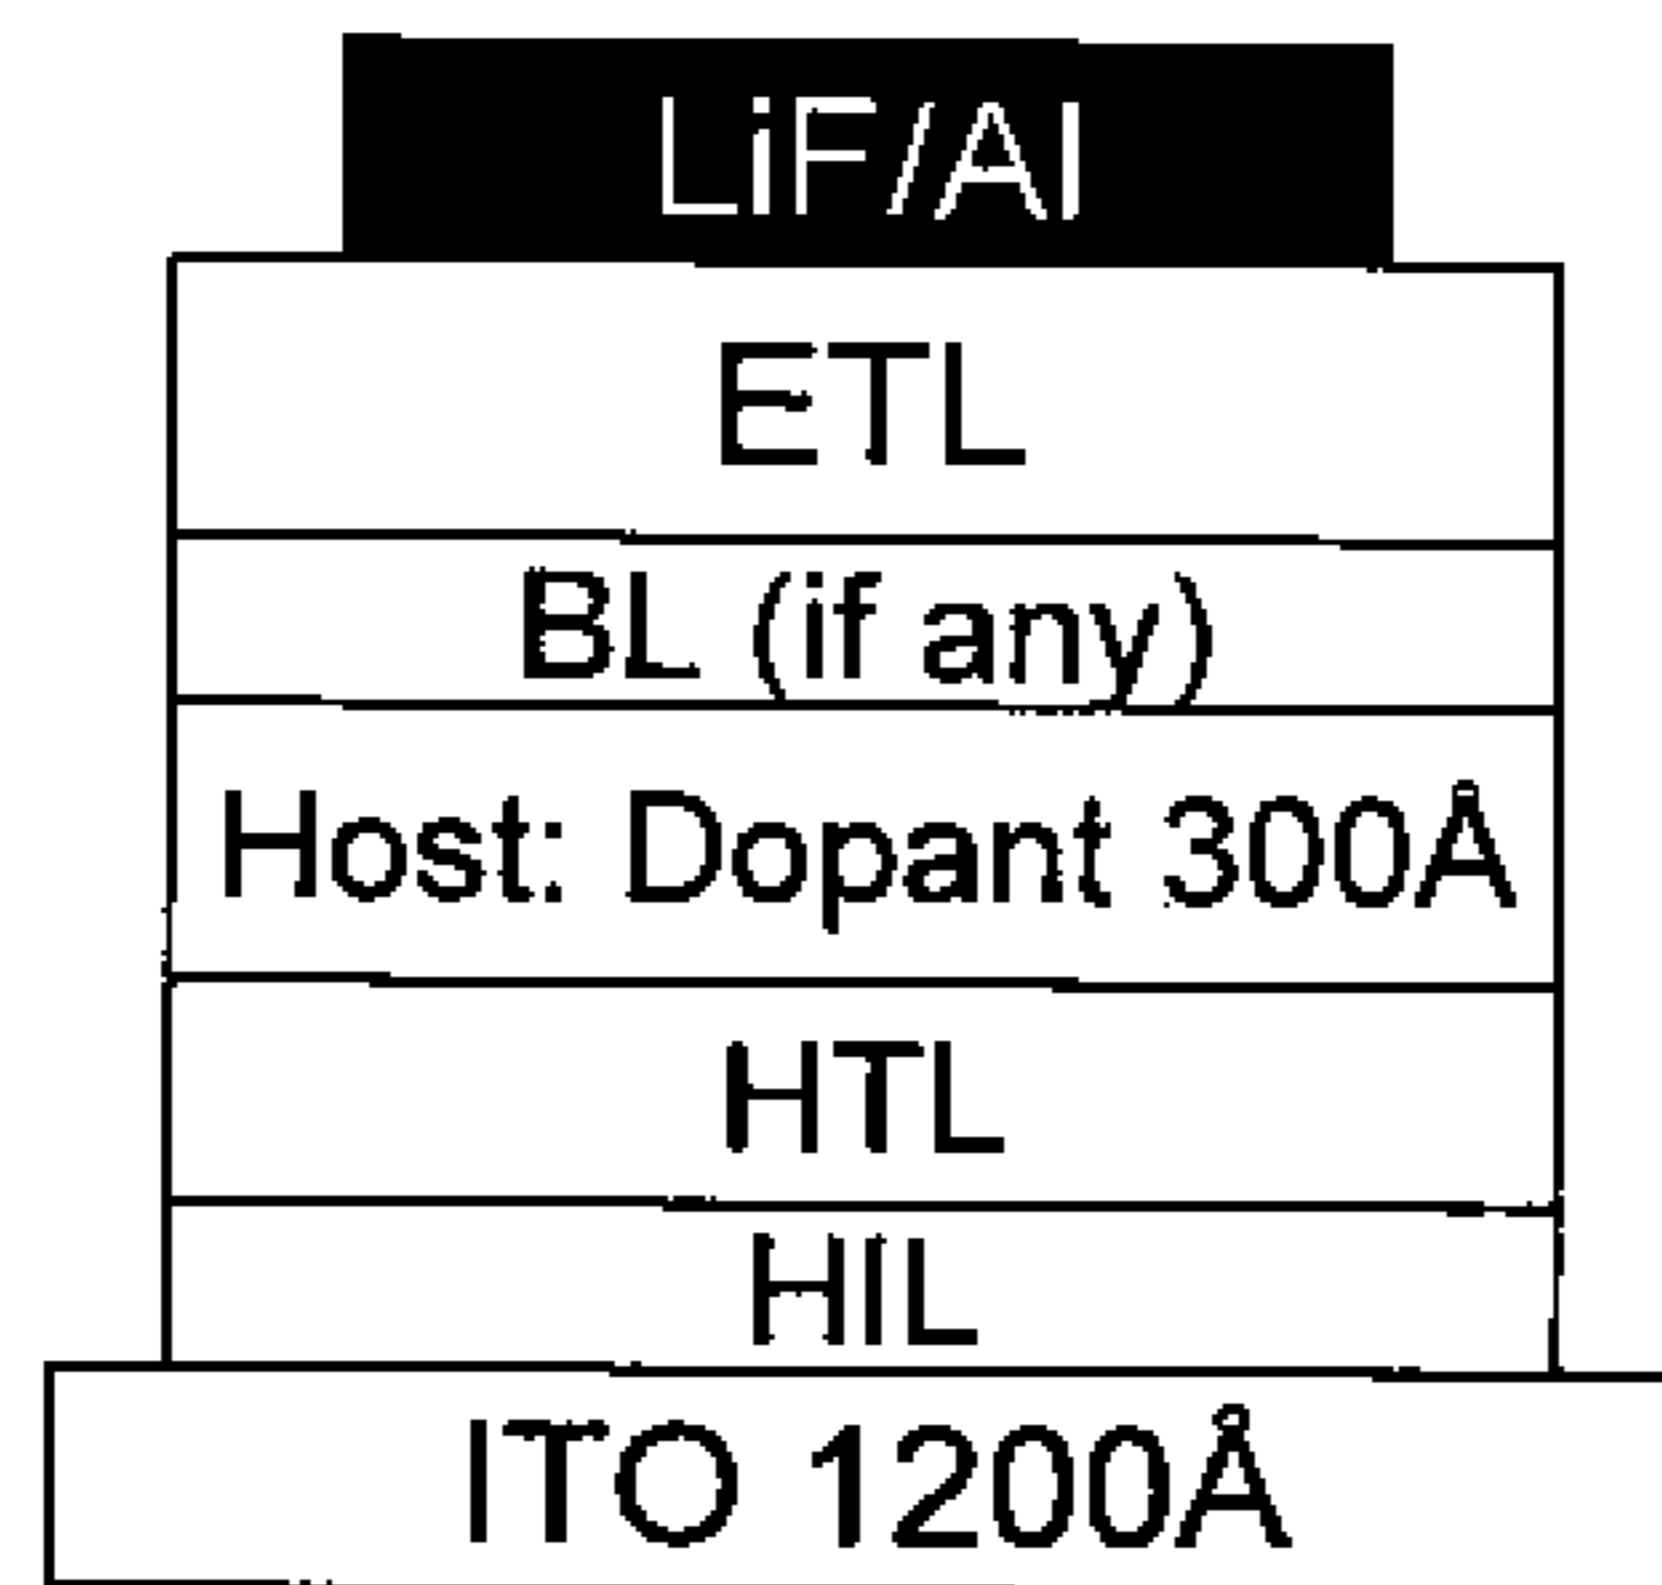 LiF/Al
ETL
BL (if any)
Host: Dopant 300Å
HTL
HIL
ITO 1200Å